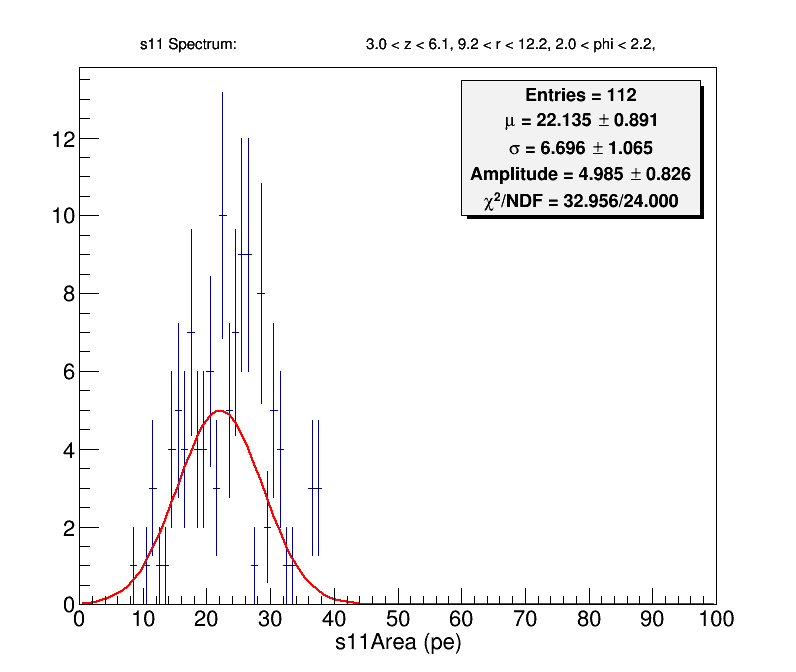 s11 Spectrum: 3.0 < z < 6.1, 9.2 < r < 12.2, 2.0 < phi < 2.2,
Entries = 112
μ = 22.135 ± 0.891
σ = 6.696 ± 1.065
Amplitude = 4.985 ± 0.826
χ²/NDF = 32.956/24.000
12
10
8
6
4
2
0
0 10 20 30 40 50 60 70 80 90 100
s11Area (pe)